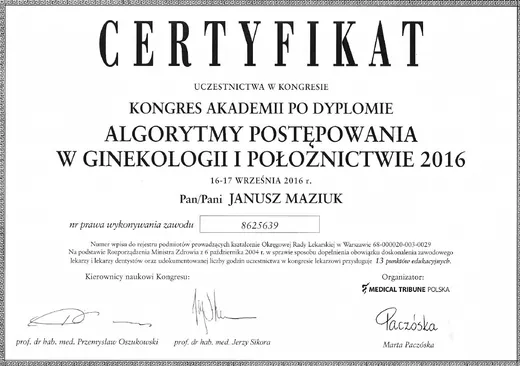 CERTYFIKAT
UCZESTNICTWA W KONGRESIE
KONGRES AKADEMII PO DYPLOMIE
ALGORYTMY POSTĘPOWANIA
W GINEKOLOGII I POŁOŻNICTWIE 2016
16-17 WRZEŚNIA 2016 r.
Pan/Pani JANUSZ MAZIUK
nr prawa wykonywania zawodu 8625639
Numer wpisu do rejestru podmiotów prowadzących kształcenie Okręgowej Rady Lekarskiej w Warszawie 68-000020-003-0029
Na podstawie Rozporządzenia Ministra Zdrowia z 6 października 2004 r. w sprawie sposobu dopełnienia obowiązku doskonalenia zawodowego
lekarzy i lekarzy dentystów oraz udokumentowanej liczby godzin uczestnictwa w kongresie lekarzowi przysługuje 13 punktów edukacyjnych.
Kierownicy naukowi Kongresu:
Organizator:
MEDICAL TRIBUNE POLSKA
Paczóska
prof. dr hab. med. Przemysław Oszukowski
prof. dr hab. med. Jerzy Sikora
Marta Paczóska